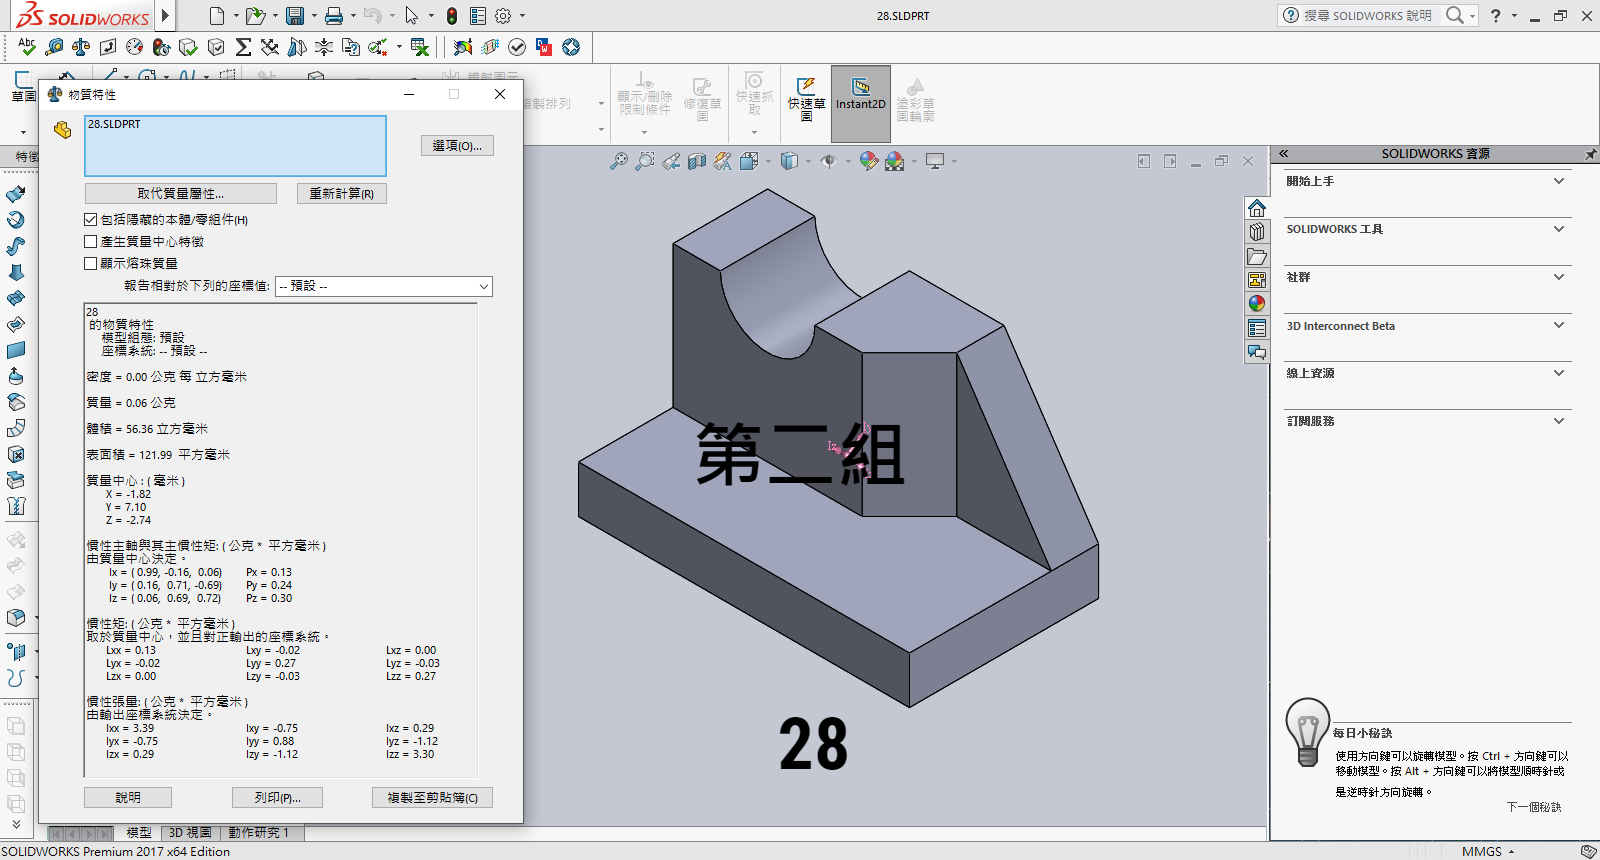 SOLIDWORKS
28.SLDPRT
搜尋 SOLIDWORKS 說明
草圖
特徵
鏡射圖元
複製排列
顯示/刪除限制條件
修復草圖
快速抓取
快速草圖
Instant2D
塗彩草圖輪廓
物質特性
28.SLDPRT
選項(O)...
取代質量屬性...
重新計算(R)
包括隱藏的本體/零組件(H)
產生質量中心特徵
顯示熔珠質量
報告相對於下列的座標值:
-- 預設 --
28
的物質特性
模型組態: 預設
座標系統: -- 預設 --
密度 = 0.00 公克 每 立方毫米
質量 = 0.06 公克
體積 = 56.36 立方毫米
表面積 = 121.99 平方毫米
質量中心 : ( 毫米 )
X = -1.82
Y = 7.10
Z = -2.74
慣性主軸與其主慣性矩: ( 公克 * 平方毫米 )
由質量中心決定。
Ix = ( 0.99, -0.16, 0.06) Px = 0.13
Iy = ( 0.16, 0.71, -0.69) Py = 0.24
Iz = ( 0.06, 0.69, 0.72) Pz = 0.30
慣性矩: ( 公克 * 平方毫米 )
取於質量中心，並且對正輸出的座標系統。
Lxx = 0.13 Lxy = -0.02 Lxz = 0.00
Lyx = -0.02 Lyy = 0.27 Lyz = -0.03
Lzx = 0.00 Lzy = -0.03 Lzz = 0.27
慣性張量: ( 公克 * 平方毫米 )
由輸出座標系統決定。
Ixx = 3.39 Ixy = -0.75 Ixz = 0.29
Iyx = -0.75 Iyy = 0.88 Iyz = -1.12
Izx = 0.29 Izy = -1.12 Izz = 3.30
說明
列印(P)...
複製至剪貼簿(C)
第二組
28
SOLIDWORKS 資源
開始上手
SOLIDWORKS 工具
社群
3D Interconnect Beta
線上資源
訂閱服務
每日小秘訣
使用方向鍵可以旋轉模型。按 Ctrl + 方向鍵可以
移動模型。按 Alt + 方向鍵可以將模型順時針或
是逆時針方向旋轉。
下一個秘訣
模型
3D 視圖
動作研究 1
SOLIDWORKS Premium 2017 x64 Edition
MMGS